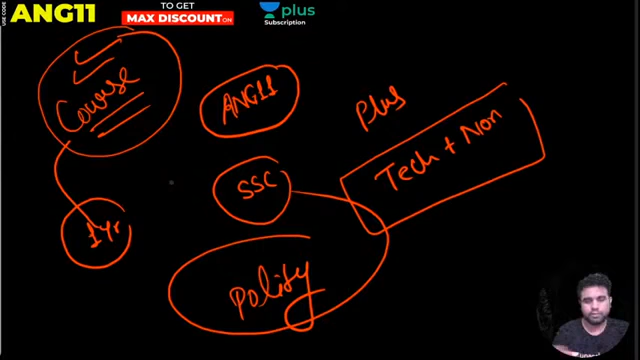 USE CODE
ANG11
TO GET
MAX DISCOUNT ON
plus
Subscription
Course
ANG11
Plus
Tech + Non
SSC
1 Yr
Polity